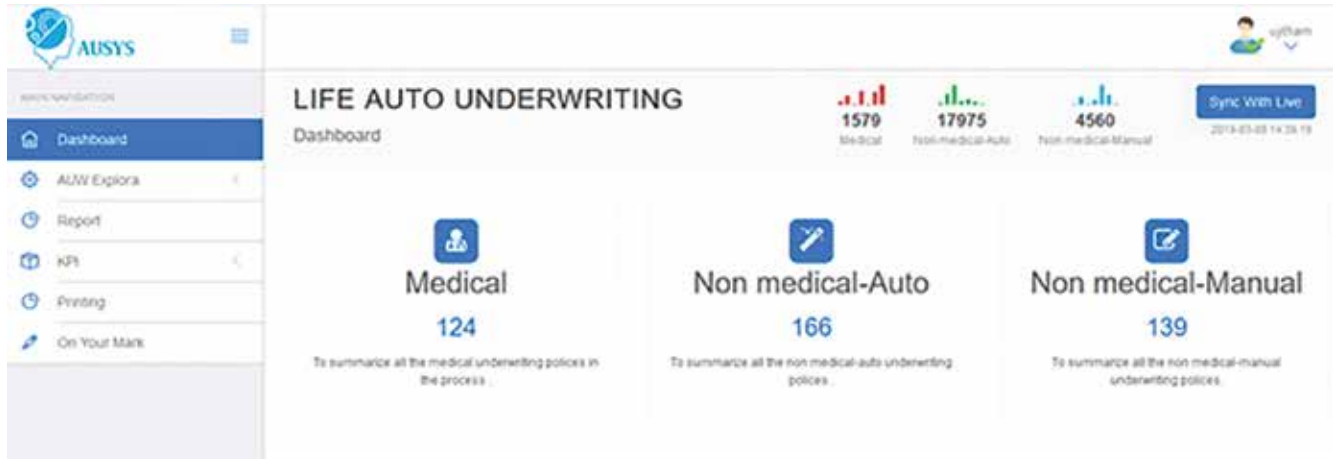 AUSYS
MAIN NAVIGATION
Dashboard
AUW Explora
Report
KPI
Printing
On Your Mark
LIFE AUTO UNDERWRITING
Dashboard
1579
Medical
17975
Non medical-Auto
4560
Non medical-Manual
Sync With Live
Medical
124
To summarize all the medical underwriting polices in
the process .
Non medical-Auto
166
To summarize all the non medical-auto underwriting
polices .
Non medical-Manual
139
To summarize all the non medical-manual
underwriting polices.